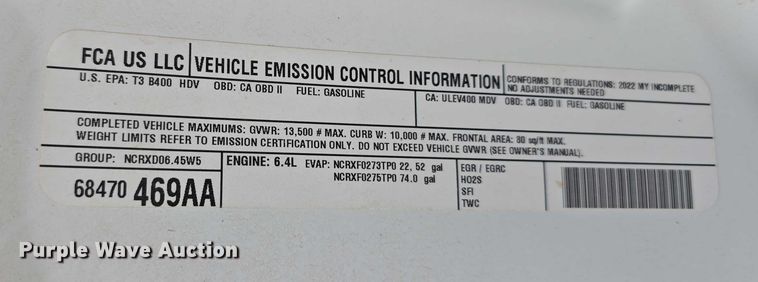 FCA US LLC VEHICLE EMISSION CONTROL INFORMATION
CONFORMS TO REGULATIONS: 2022 MY INCOMPLETE
NO ADJUSTMENTS NEEDED
U.S. EPA: T3 B400 HDV OBD: CA OBD II FUEL: GASOLINE
CA: ULEV400 MDV OBD: CA OBD II FUEL: GASOLINE
COMPLETED VEHICLE MAXIMUMS: GVWR: 13,500 # MAX. CURB W: 10,000 # MAX. FRONTAL AREA: 80 sq/ft MAX.
WEIGHT LIMITS REFER TO EMISSION CERTIFICATION ONLY. DO NOT EXCEED VEHICLE GVWR (SEE OWNER'S MANUAL).
GROUP: NCRXD06.45W5
ENGINE: 6.4L EVAP: NCRXF0273TP0 22, 52 gal
NCRXF0275TP0 74.0 gal
EGR / EGRC
HO2S
SFI
TWC
68470 469AA
Purple Wave Auction